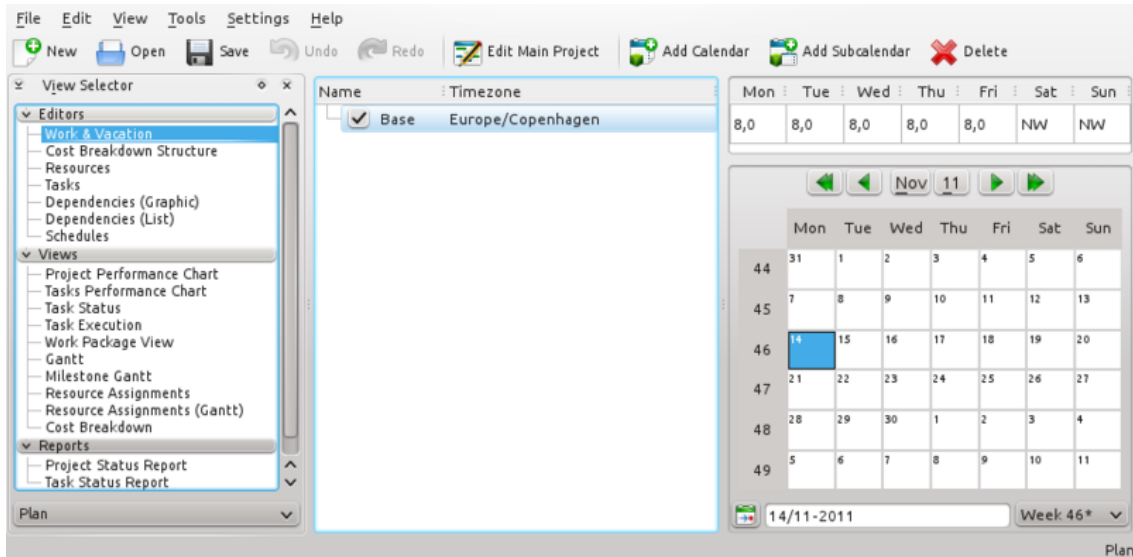 File Edit View Tools Settings Help
New Open Save Undo Redo Edit Main Project Add Calendar Add Subcalendar Delete
View Selector
Editors
Work & Vacation
Cost Breakdown Structure
Resources
Tasks
Dependencies (Graphic)
Dependencies (List)
Schedules
Views
Project Performance Chart
Tasks Performance Chart
Task Status
Task Execution
Work Package View
Gantt
Milestone Gantt
Resource Assignments
Resource Assignments (Gantt)
Cost Breakdown
Reports
Project Status Report
Task Status Report
Plan
Name Timezone
Base Europe/Copenhagen
Mon Tue Wed Thu Fri Sat Sun
8,0 8,0 8,0 8,0 8,0 NW NW
Nov 11
Mon Tue Wed Thu Fri Sat Sun
44 31 1 2 3 4 5 6
45 7 8 9 10 11 12 13
46 14 15 16 17 18 19 20
47 21 22 23 24 25 26 27
48 28 29 30 1 2 3 4
49 5 6 7 8 9 10 11
14/11-2011 Week 46*
Plan